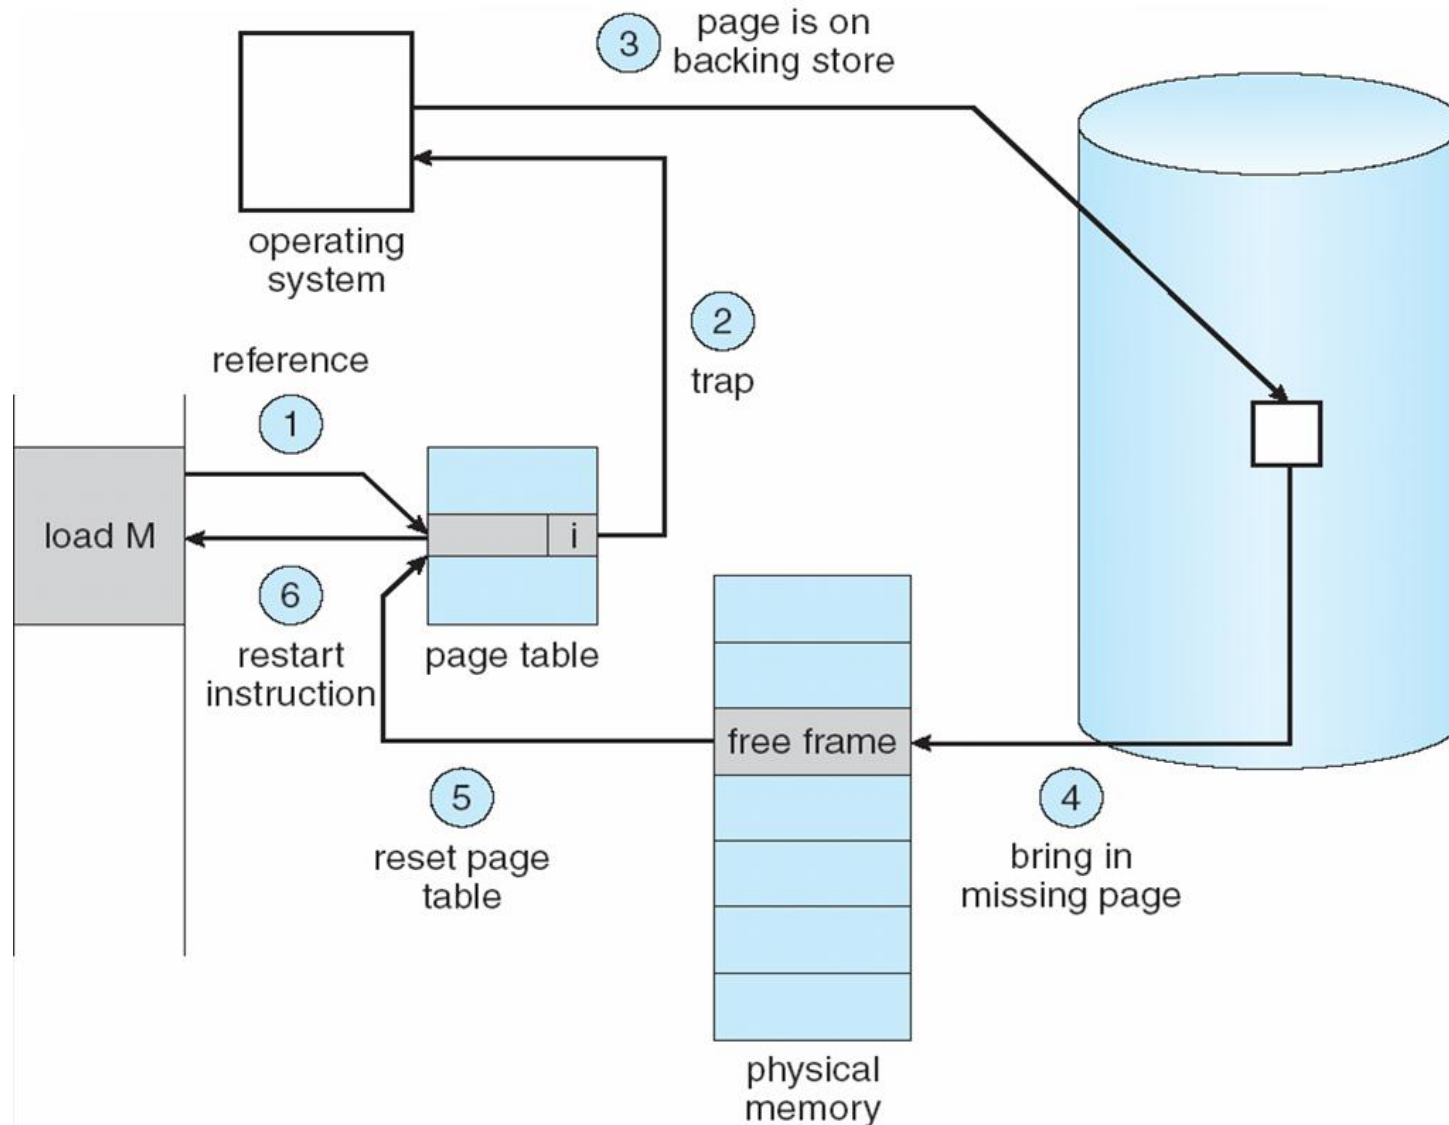 3
page is on
backing store
operating
system
2
trap
reference
1
load M
i
6
restart
instruction
page table
free frame
5
reset page
table
4
bring in
missing page
physical
memory